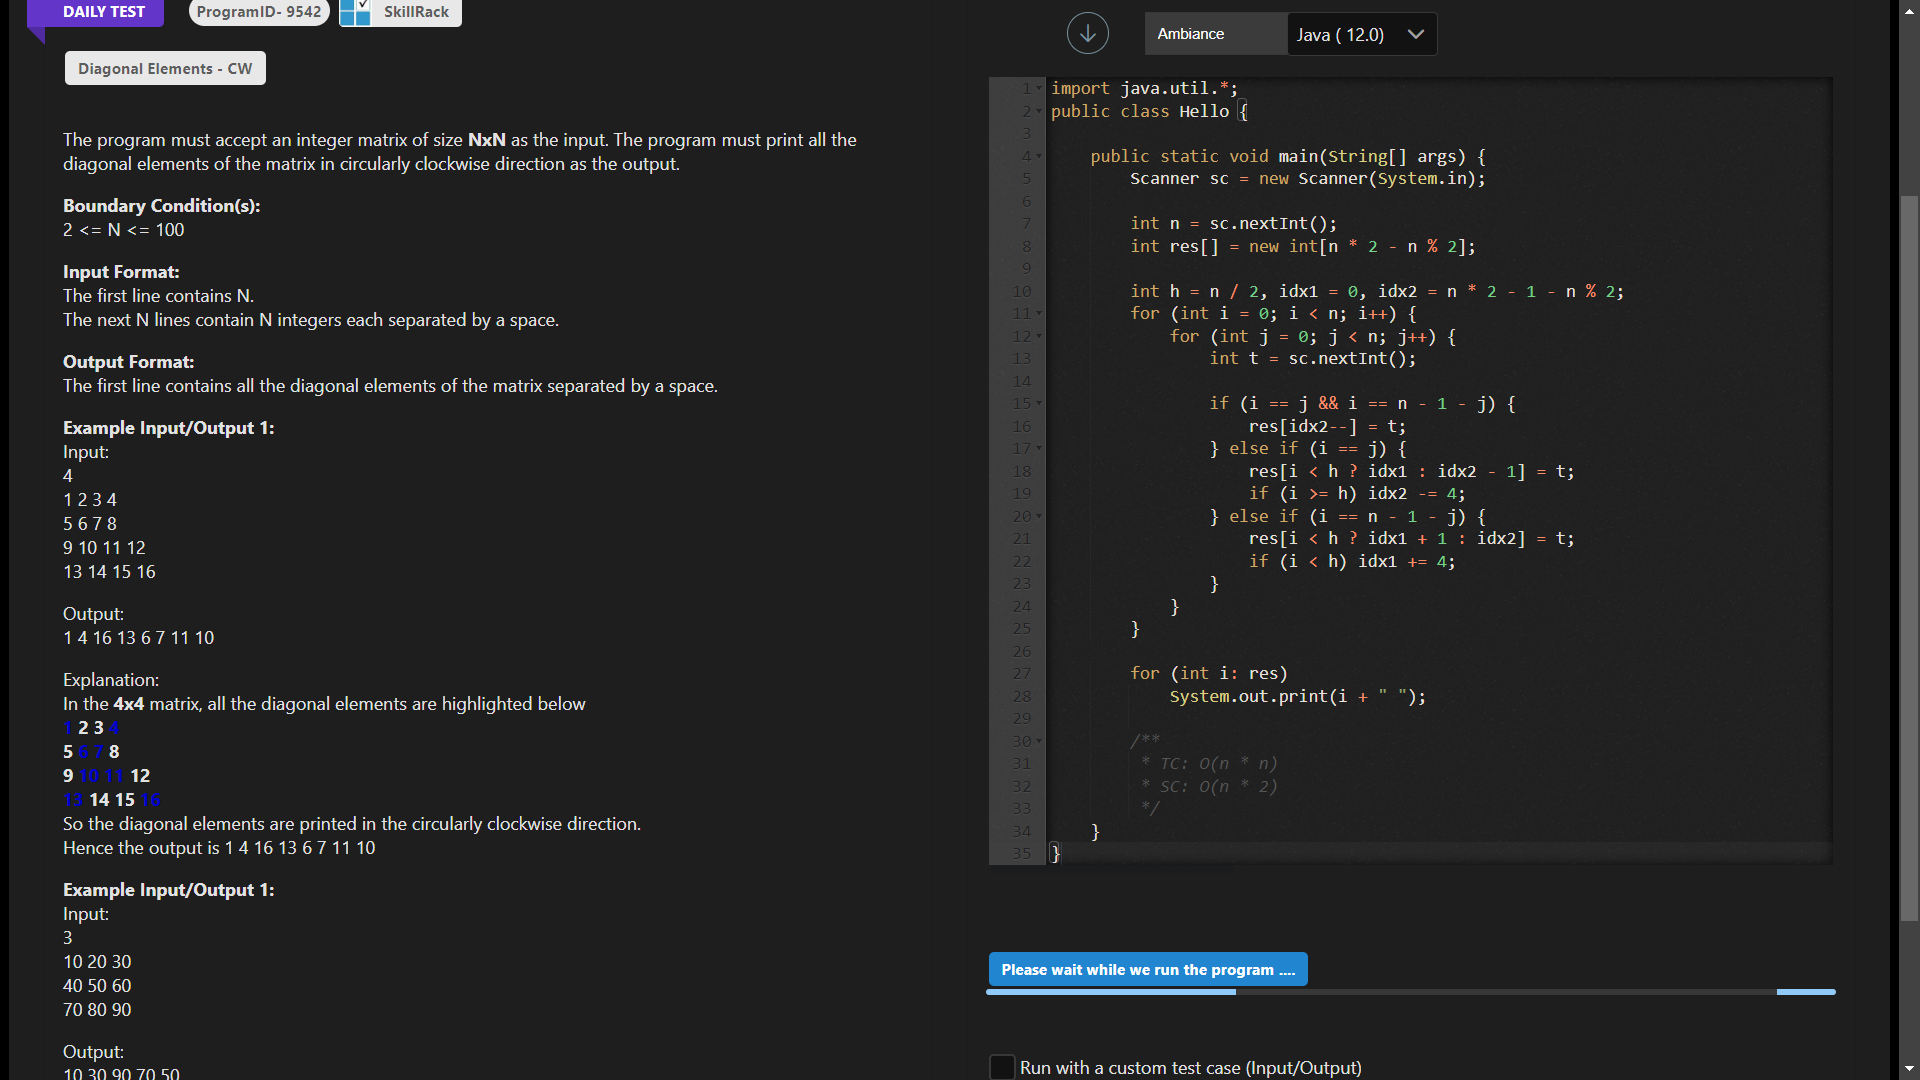 DAILY TEST
ProgramID- 9542
SkillRack
Diagonal Elements - CW
The program must accept an integer matrix of size NxN as the input. The program must print all the
diagonal elements of the matrix in circularly clockwise direction as the output.
Boundary Condition(s):
2 <= N <= 100
Input Format:
The first line contains N.
The next N lines contain N integers each separated by a space.
Output Format:
The first line contains all the diagonal elements of the matrix separated by a space.
Example Input/Output 1:
Input:
4
1 2 3 4
5 6 7 8
9 10 11 12
13 14 15 16
Output:
1 4 16 13 6 7 11 10
Explanation:
In the 4x4 matrix, all the diagonal elements are highlighted below
1 2 3 4
5 6 7 8
9 10 11 12
13 14 15 16
So the diagonal elements are printed in the circularly clockwise direction.
Hence the output is 1 4 16 13 6 7 11 10
Example Input/Output 1:
Input:
3
10 20 30
40 50 60
70 80 90
Output:
10 30 90 70 50
Ambiance
Java ( 12.0)
1 import java.util.*;
2 public class Hello {
3
4     public static void main(String[] args) {
5         Scanner sc = new Scanner(System.in);
6
7         int n = sc.nextInt();
8         int res[] = new int[n * 2 - n % 2];
9
10         int h = n / 2, idx1 = 0, idx2 = n * 2 - 1 - n % 2;
11         for (int i = 0; i < n; i++) {
12             for (int j = 0; j < n; j++) {
13                 int t = sc.nextInt();
14
15                 if (i == j && i == n - 1 - j) {
16                     res[idx2--] = t;
17                 } else if (i == j) {
18                     res[i < h ? idx1 : idx2 - 1] = t;
19                     if (i >= h) idx2 -= 4;
20                 } else if (i == n - 1 - j) {
21                     res[i < h ? idx1 + 1 : idx2] = t;
22                     if (i < h) idx1 += 4;
23                 }
24             }
25         }
26
27         for (int i: res)
28             System.out.print(i + " ");
29
30         /**
31          * TC: O(n * n)
32          * SC: O(n * 2)
33          */
34     }
35 }
Please wait while we run the program ....
Run with a custom test case (Input/Output)